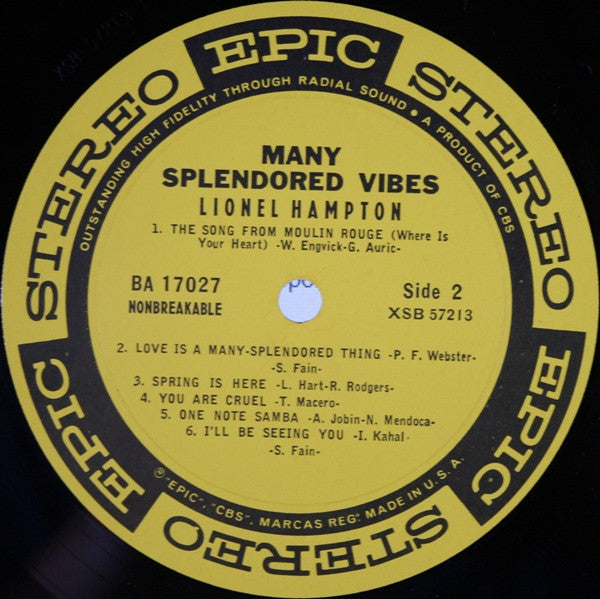 XSB 57213
STEREO EPIC STEREO
OUTSTANDING HIGH FIDELITY THROUGH RADIAL SOUND • A PRODUCT OF CBS
MANY
SPLENDORED VIBES
LIONEL HAMPTON
1. THE SONG FROM MOULIN ROUGE (Where Is
Your Heart) -W. Engvick-G. Auric-
BA 17027
Side 2
NONBREAKABLE
XSB 57213
2. LOVE IS A MANY-SPLENDORED THING -P. F. Webster-
-S. Fain-
3. SPRING IS HERE -L. Hart-R. Rodgers-
4. YOU ARE CRUEL -T. Macero-
5. ONE NOTE SAMBA -A. Jobin-N. Mendoca-
6. I'LL BE SEEING YOU -I. Kahal-
-S. Fain-
EPIC STEREO EPIC
℗ "EPIC", "CBS", MARCAS REG. MADE IN U.S.A.